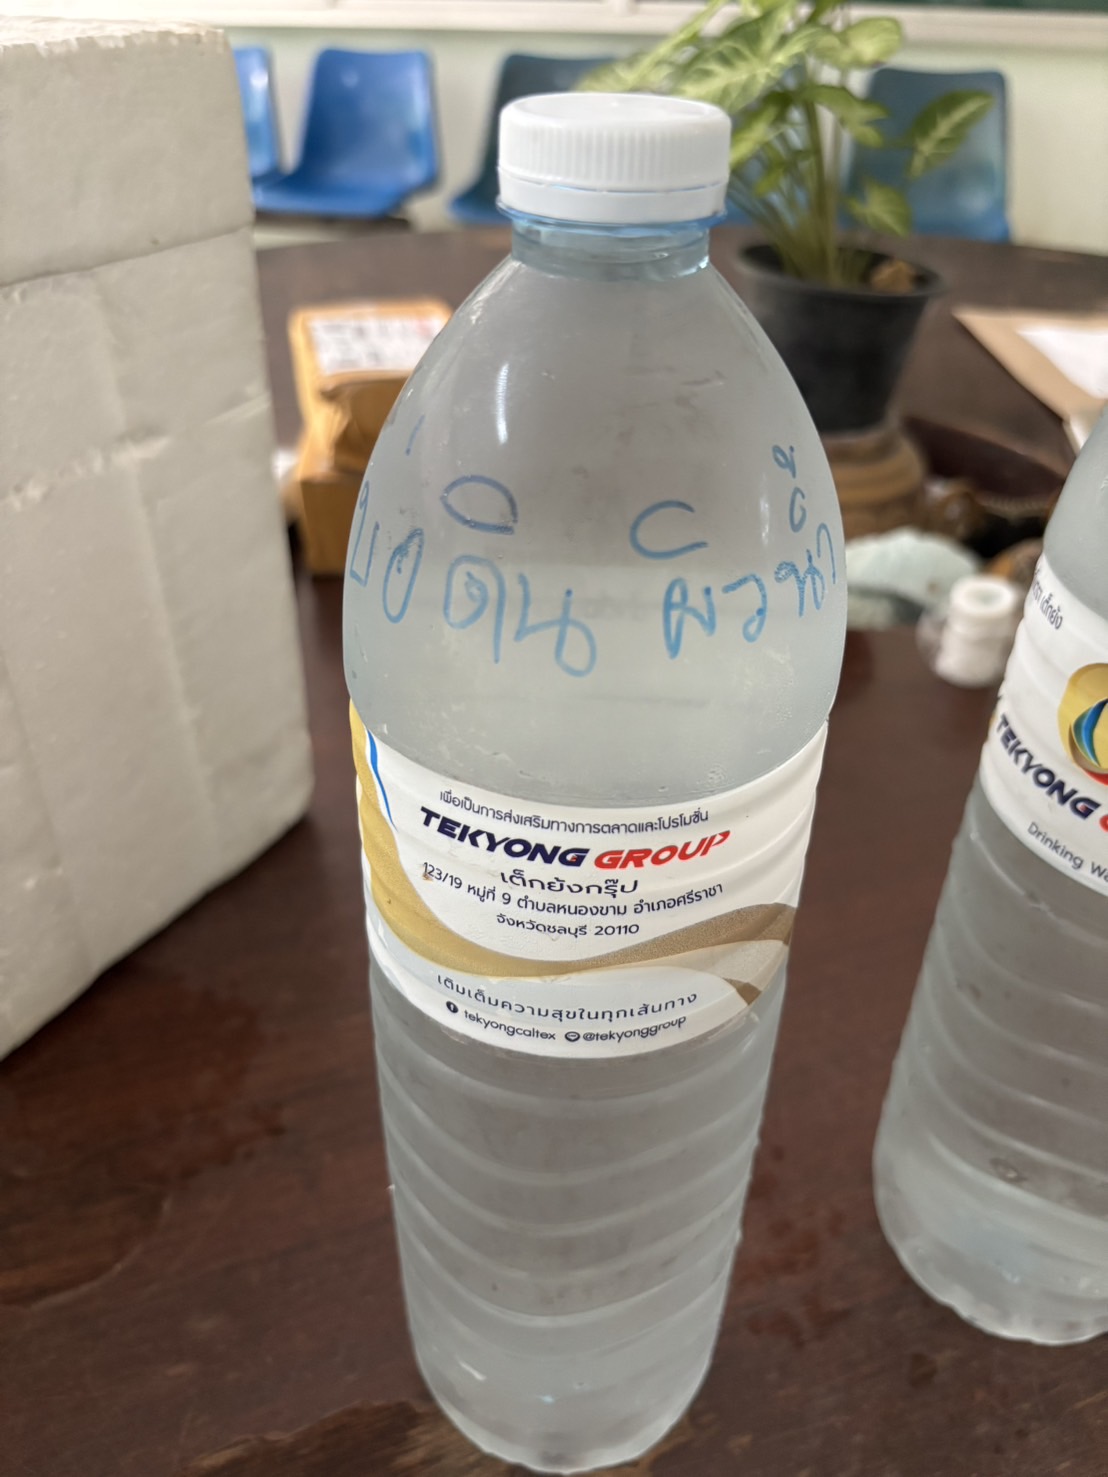 บ่อดิน ผิวน้ำ
เพื่อเป็นการส่งเสริมทางการตลาดและโปรโมชั่น
TEKYONG GROUP
เต็กย้งกรุ๊ป
123/19 หมู่ที่ 9 ตำบลหนองขาม อำเภอศรีราชา
จังหวัดชลบุรี 20110
เติมเต็มความสุขในทุกเส้นทาง
tekyongcaltex @tekyonggroup
เต็กย้ง
TEKYONG G
Drinking Wa